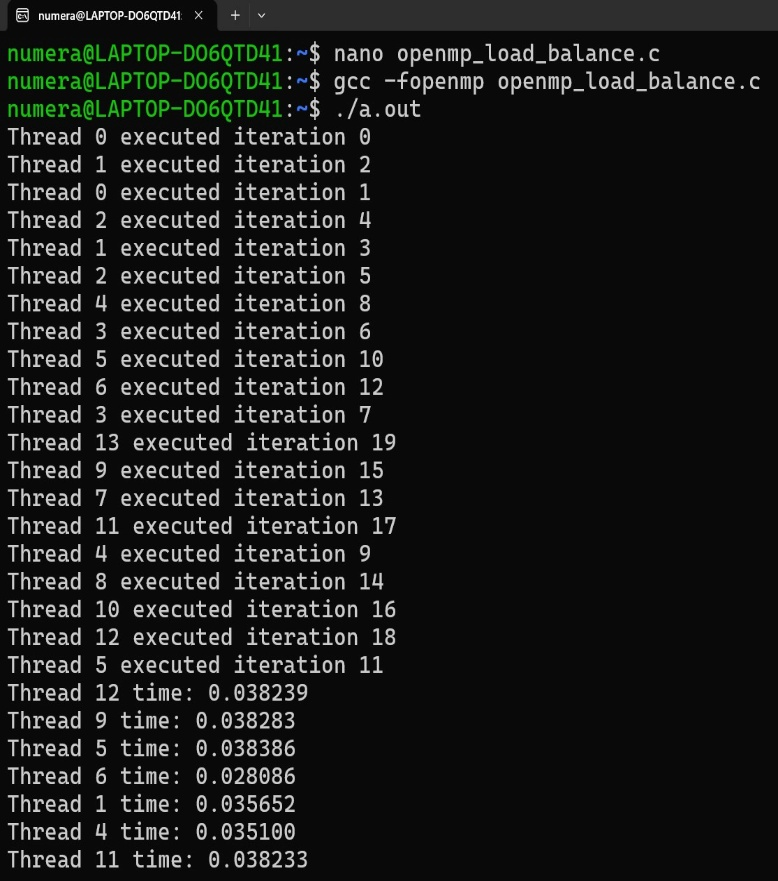 numera@LAPTOP-DO6QTD41:
numera@LAPTOP-DO6QTD41:~$ nano openmp_load_balance.c
numera@LAPTOP-DO6QTD41:~$ gcc -fopenmp openmp_load_balance.c
numera@LAPTOP-DO6QTD41:~$ ./a.out
Thread 0 executed iteration 0
Thread 1 executed iteration 2
Thread 0 executed iteration 1
Thread 2 executed iteration 4
Thread 1 executed iteration 3
Thread 2 executed iteration 5
Thread 4 executed iteration 8
Thread 3 executed iteration 6
Thread 5 executed iteration 10
Thread 6 executed iteration 12
Thread 3 executed iteration 7
Thread 13 executed iteration 19
Thread 9 executed iteration 15
Thread 7 executed iteration 13
Thread 11 executed iteration 17
Thread 4 executed iteration 9
Thread 8 executed iteration 14
Thread 10 executed iteration 16
Thread 12 executed iteration 18
Thread 5 executed iteration 11
Thread 12 time: 0.038239
Thread 9 time: 0.038283
Thread 5 time: 0.038386
Thread 6 time: 0.028086
Thread 1 time: 0.035652
Thread 4 time: 0.035100
Thread 11 time: 0.038233